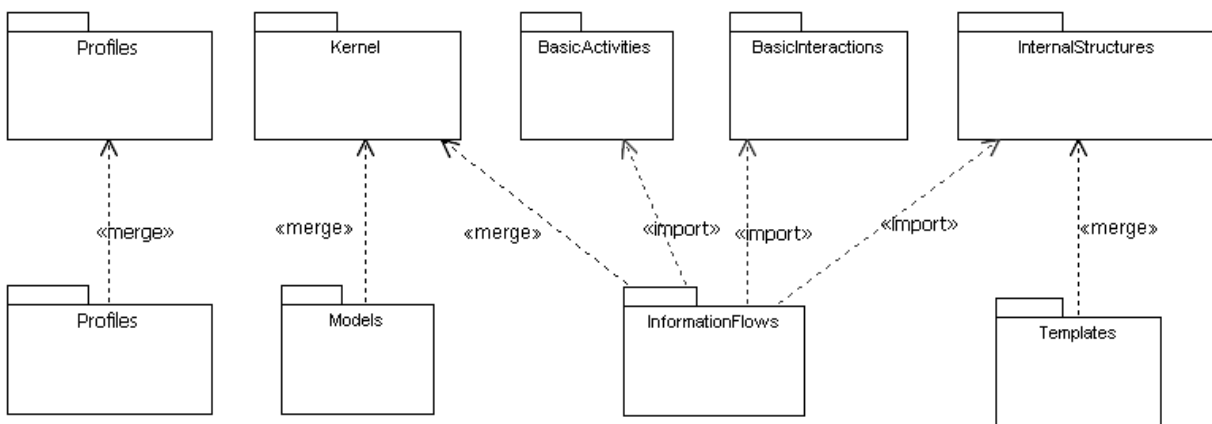 Profiles
Kernel
BasicActivities
BasicInteractions
InternalStructures
«merge»
«merge»
«merge»
«import»
«import»
«import»
«merge»
Profiles
Models
InformationFlows
Templates